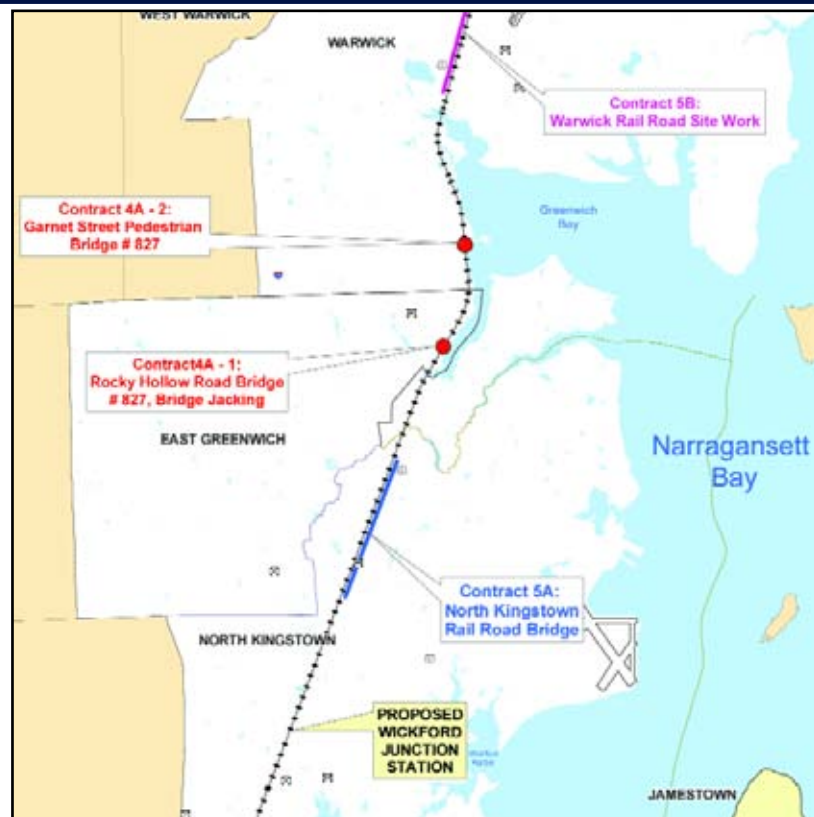 WEST WARWICK
WARWICK
Contract 5B:
Warwick Rail Road Site Work
Contract 4A - 2:
Garnet Street Pedestrian
Bridge # 827
Greenwich
Bay
Contract4A - 1:
Rocky Hollow Road Bridge
# 827, Bridge Jacking
EAST GREENWICH
Narragansett
Bay
Contract 5A:
North Kingstown
Rail Road Bridge
NORTH KINGSTOWN
PROPOSED
WICKFORD
JUNCTION
STATION
JAMESTOWN